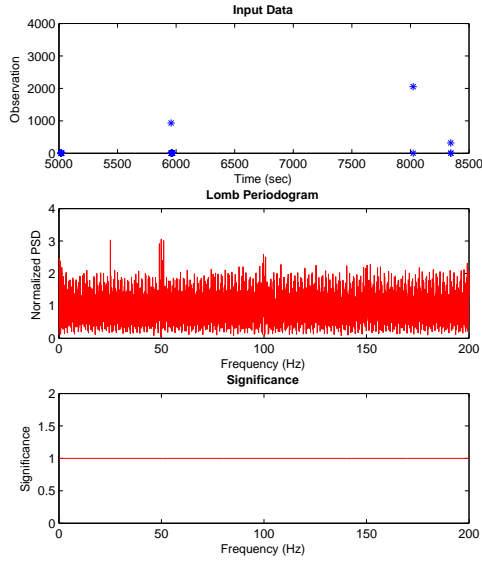 Input Data
Observation
4000
3000
2000
1000
0
5000 5500 6000 6500 7000 7500 8000 8500
Time (sec)
Lomb Periodogram
Normalized PSD
4
3
2
1
0
0 50 100 150 200
Frequency (Hz)
Significance
Significance
2
1.5
1
0.5
0
0 50 100 150 200
Frequency (Hz)